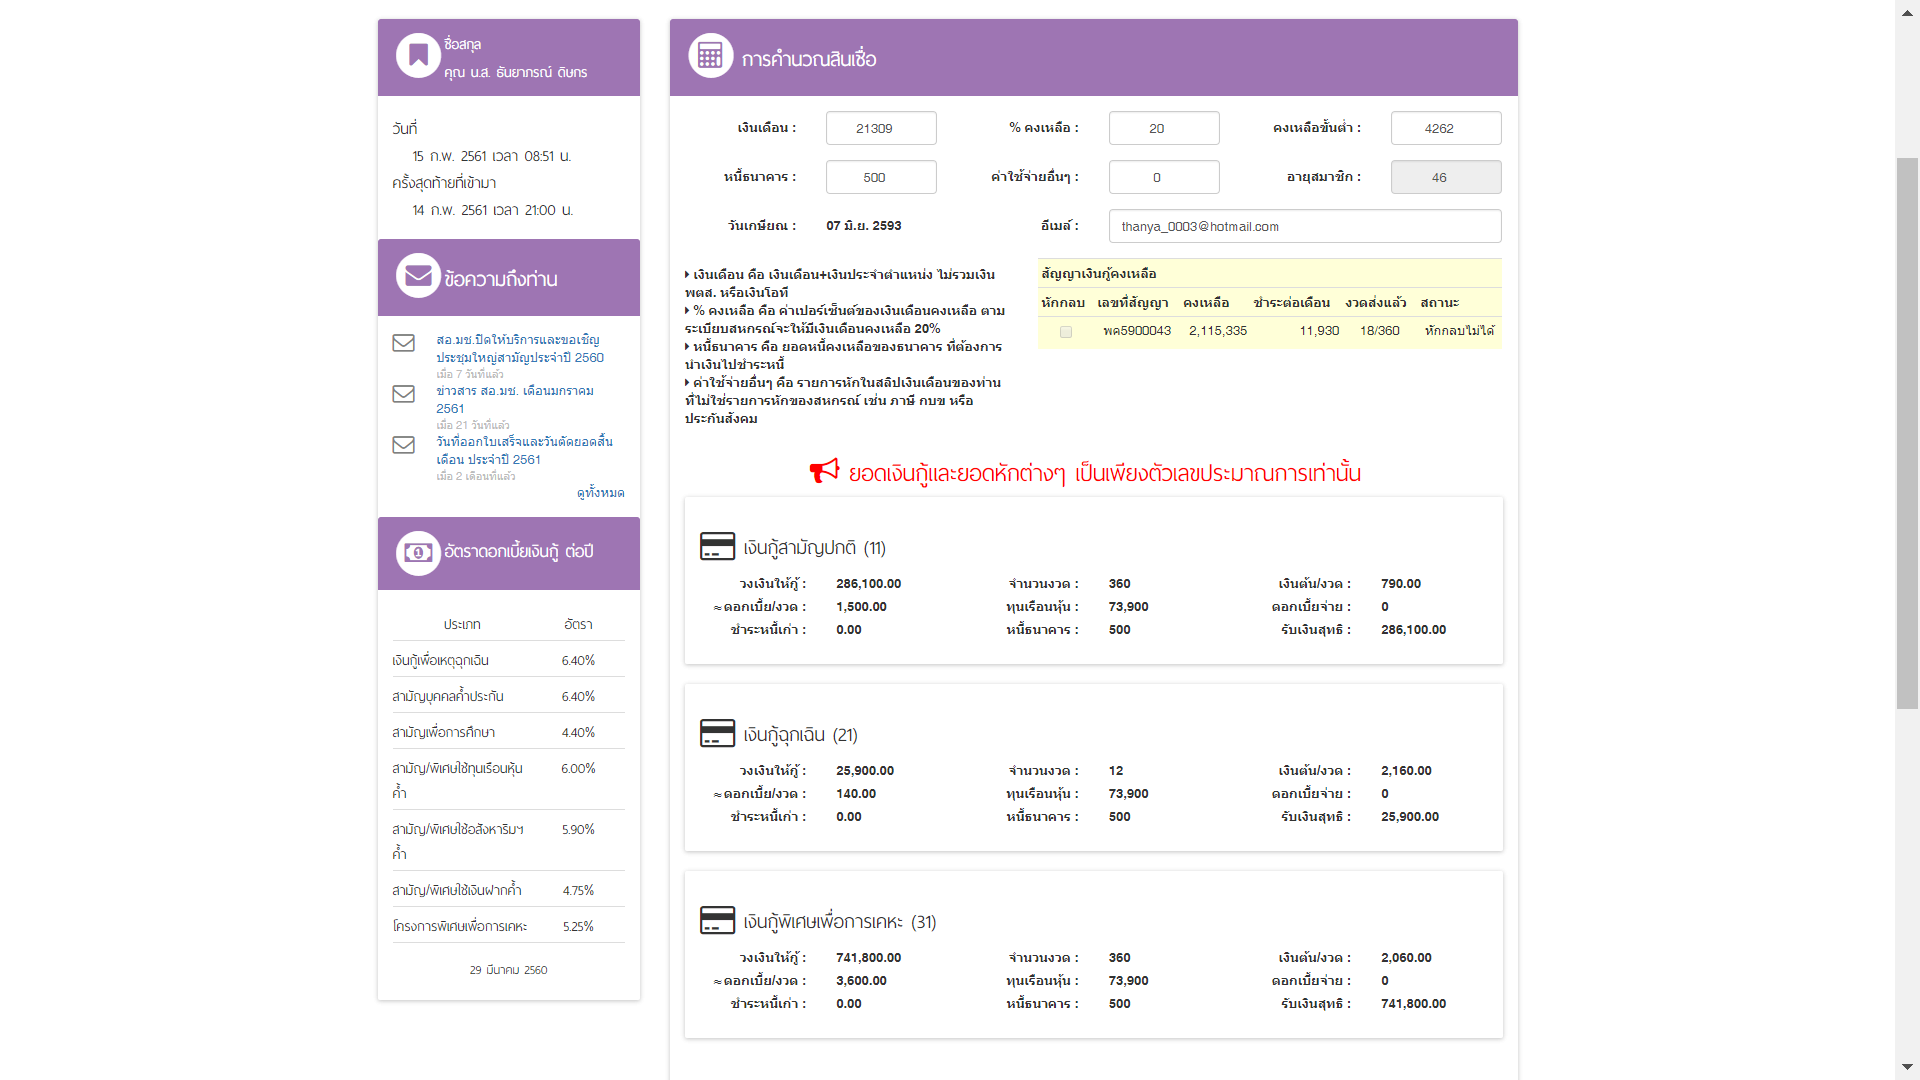 ชื่อสกุล
คุณ น.ส. ธันยาภรณ์ ดิษกร
วันที่
15 ก.พ. 2561 เวลา 08:51 น.
ครั้งสุดท้ายที่เข้ามา
14 ก.พ. 2561 เวลา 21:00 น.
ข้อความถึงท่าน
สอ.มช.ปิดให้บริการและขอเชิญ
ประชุมใหญ่สามัญประจำปี 2560
เมื่อ 7 วันที่แล้ว
ข่าวสาร สอ.มช. เดือนมกราคม
2561
เมื่อ 21 วันที่แล้ว
วันที่ออกใบเสร็จและวันตัดยอดสิ้น
เดือน ประจำปี 2561
เมื่อ 2 เดือนที่แล้ว
ดูทั้งหมด
อัตราดอกเบี้ยเงินกู้ ต่อปี
ประเภท อัตรา
เงินกู้เพื่อเหตุฉุกเฉิน 6.40%
สามัญบุคคลค้ำประกัน 6.40%
สามัญเพื่อการศึกษา 4.40%
สามัญ/พิเศษใช้ทุนเรือนหุ้น 6.00%
ค้ำ
สามัญ/พิเศษใช้อสังหาริมฯ 5.90%
ค้ำ
สามัญ/พิเศษใช้เงินฝากค้ำ 4.75%
โครงการพิเศษเพื่อการเคหะ 5.25%
29 มีนาคม 2560
การคำนวณสินเชื่อ
เงินเดือน : 21309 % คงเหลือ : 20 คงเหลือขั้นต่ำ : 4262
หนี้ธนาคาร : 500 ค่าใช้จ่ายอื่นๆ : 0 อายุสมาชิก : 46
วันเกษียณ : 07 มิ.ย. 2593 อีเมล์ : thanya_0003@hotmail.com
เงินเดือน คือ เงินเดือน+เงินประจำตำแหน่ง ไม่รวมเงิน
พตส. หรือเงินโอที
% คงเหลือ คือ ค่าเปอร์เซ็นต์ของเงินเดือนคงเหลือ ตาม
ระเบียบสหกรณ์จะให้มีเงินเดือนคงเหลือ 20%
หนี้ธนาคาร คือ ยอดหนี้คงเหลือของธนาคาร ที่ต้องการ
นำเงินไปชำระหนี้
ค่าใช้จ่ายอื่นๆ คือ รายการหักในสลิปเงินเดือนของท่าน
ที่ไม่ใช่รายการหักของสหกรณ์ เช่น ภาษี กบข หรือ
ประกันสังคม
สัญญาเงินกู้คงเหลือ
หักกลบ เลขที่สัญญา คงเหลือ ชำระต่อเดือน งวดส่งแล้ว สถานะ
พค5900043 2,115,335 11,930 18/360 หักกลบไม่ได้
ยอดเงินกู้และยอดหักต่างๆ เป็นเพียงตัวเลขประมาณการเท่านั้น
เงินกู้สามัญปกติ (11)
วงเงินให้กู้ : 286,100.00 จำนวนงวด : 360 เงินต้น/งวด : 790.00
≈ดอกเบี้ย/งวด : 1,500.00 ทุนเรือนหุ้น : 73,900 ดอกเบี้ยจ่าย : 0
ชำระหนี้เก่า : 0.00 หนี้ธนาคาร : 500 รับเงินสุทธิ : 286,100.00
เงินกู้ฉุกเฉิน (21)
วงเงินให้กู้ : 25,900.00 จำนวนงวด : 12 เงินต้น/งวด : 2,160.00
≈ดอกเบี้ย/งวด : 140.00 ทุนเรือนหุ้น : 73,900 ดอกเบี้ยจ่าย : 0
ชำระหนี้เก่า : 0.00 หนี้ธนาคาร : 500 รับเงินสุทธิ : 25,900.00
เงินกู้พิเศษเพื่อการเคหะ (31)
วงเงินให้กู้ : 741,800.00 จำนวนงวด : 360 เงินต้น/งวด : 2,060.00
≈ดอกเบี้ย/งวด : 3,600.00 ทุนเรือนหุ้น : 73,900 ดอกเบี้ยจ่าย : 0
ชำระหนี้เก่า : 0.00 หนี้ธนาคาร : 500 รับเงินสุทธิ : 741,800.00